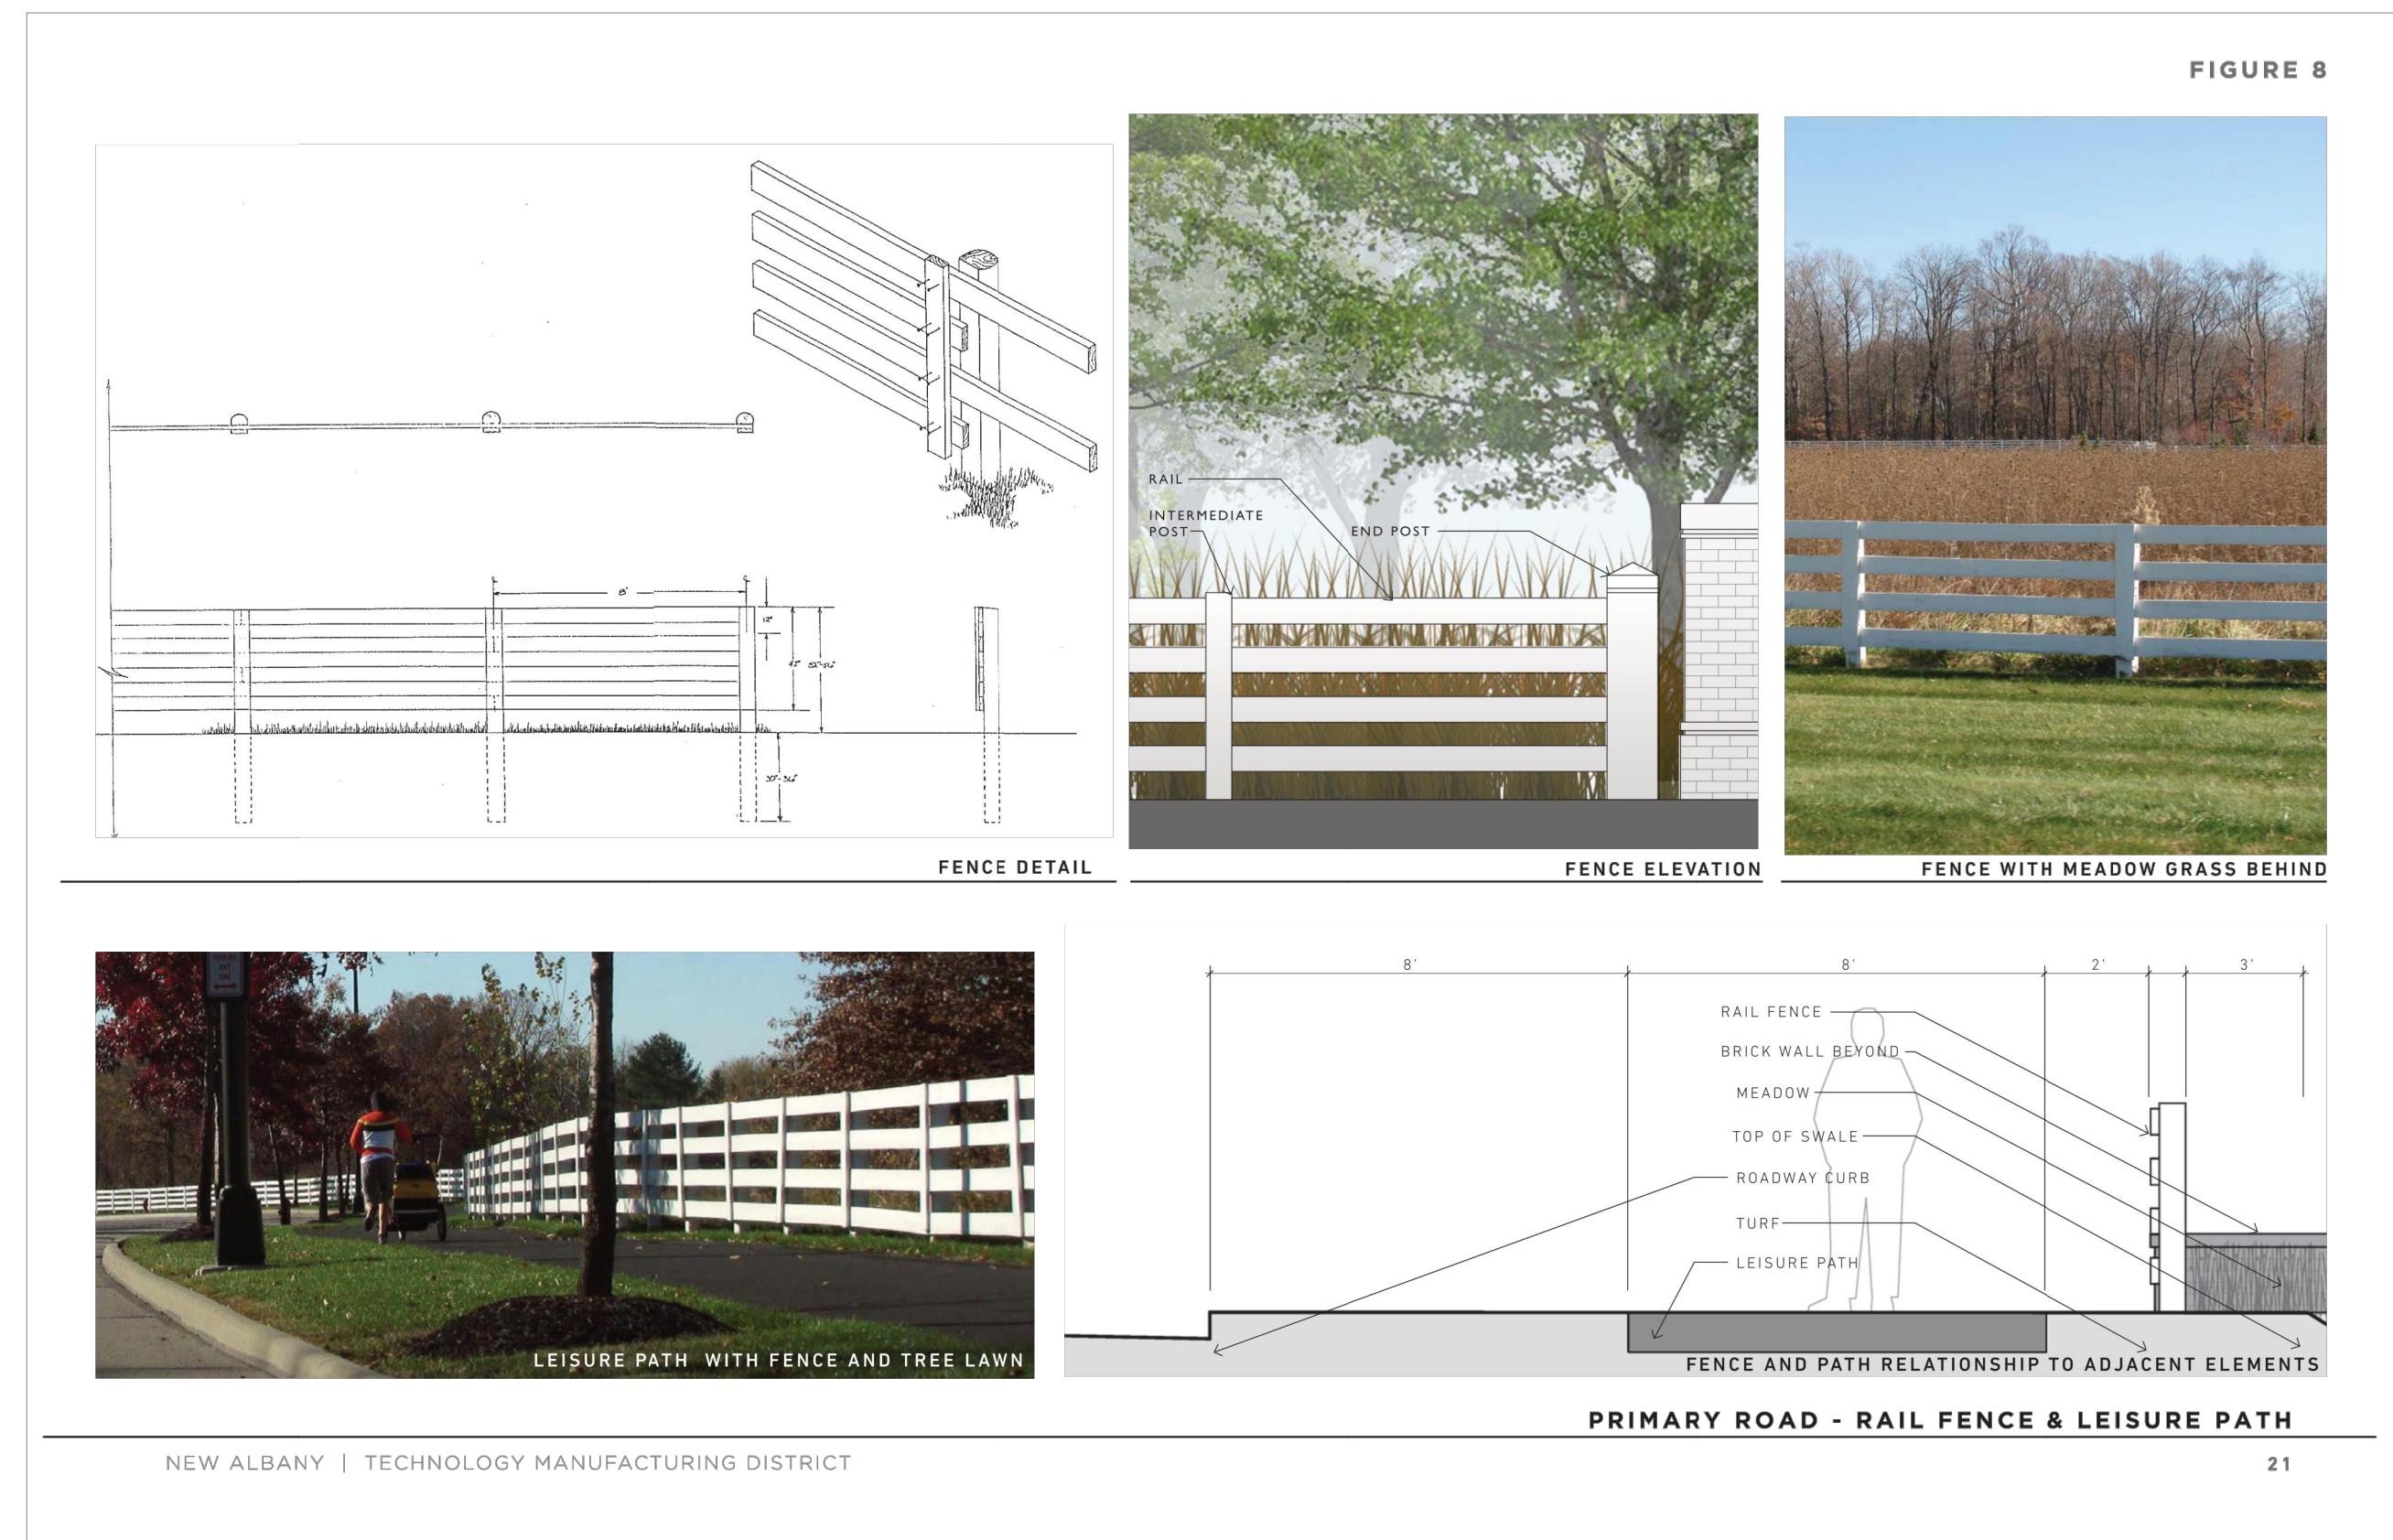 FIGURE 8
8'
12"
RAIL
INTERMEDIATE
POST
END POST
FENCE DETAIL
FENCE ELEVATION
FENCE WITH MEADOW GRASS BEHIND
PARKING
ANY
TIME
LEISURE PATH WITH FENCE AND TREE LAWN
8'
8'
2'
3'
RAIL FENCE
BRICK WALL BEYOND
MEADOW
TOP OF SWALE
ROADWAY CURB
TURF
LEISURE PATH
FENCE AND PATH RELATIONSHIP TO ADJACENT ELEMENTS
PRIMARY ROAD - RAIL FENCE & LEISURE PATH
NEW ALBANY | TECHNOLOGY MANUFACTURING DISTRICT
21